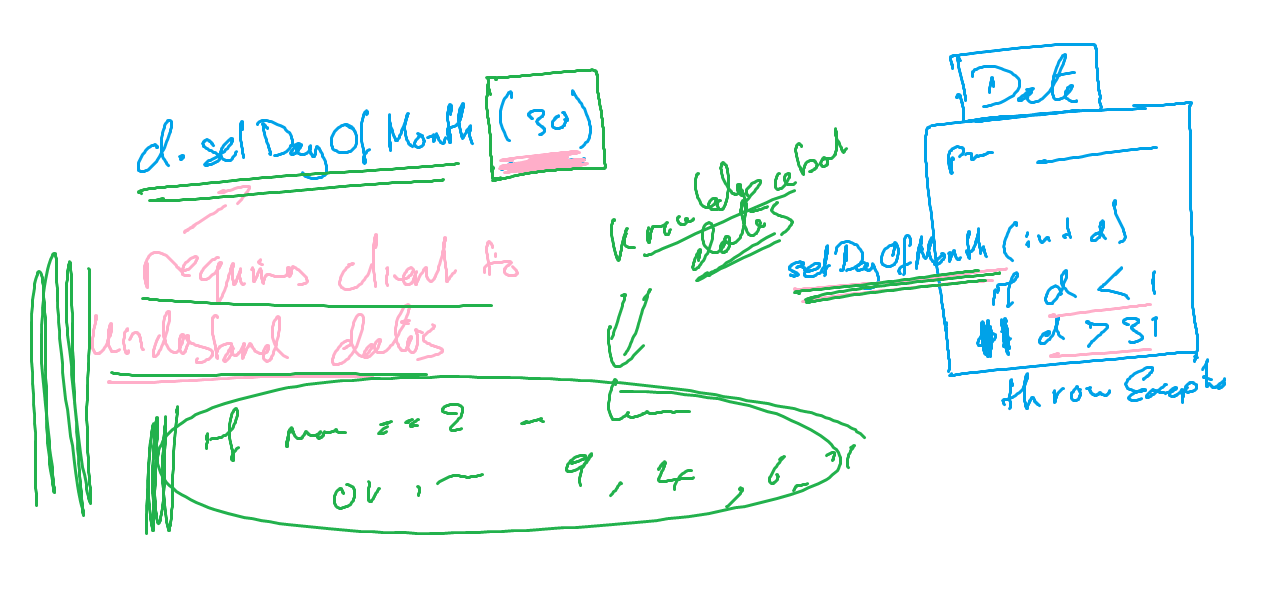 d. setDayOfMonth (30)
requires client to
understand dates
knowledge about
dates
if mon == 2 -
or , 9, 4, 6, 11
Date
setDayOfMonth (int d)
if d < 1
|| d > 31
throw Exceptn